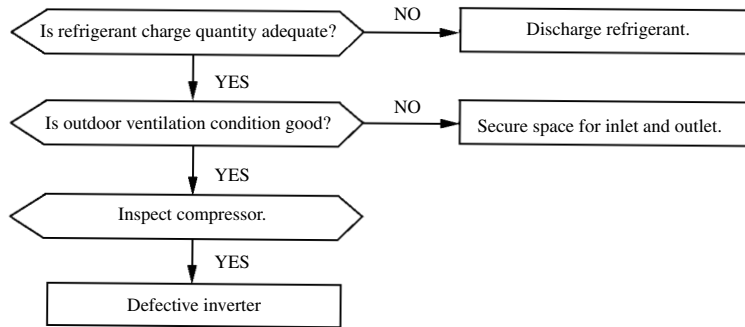 Is refrigerant charge quantity adequate?
NO
Discharge refrigerant.
YES
Is outdoor ventilation condition good?
NO
Secure space for inlet and outlet.
YES
Inspect compressor.
YES
Defective inverter